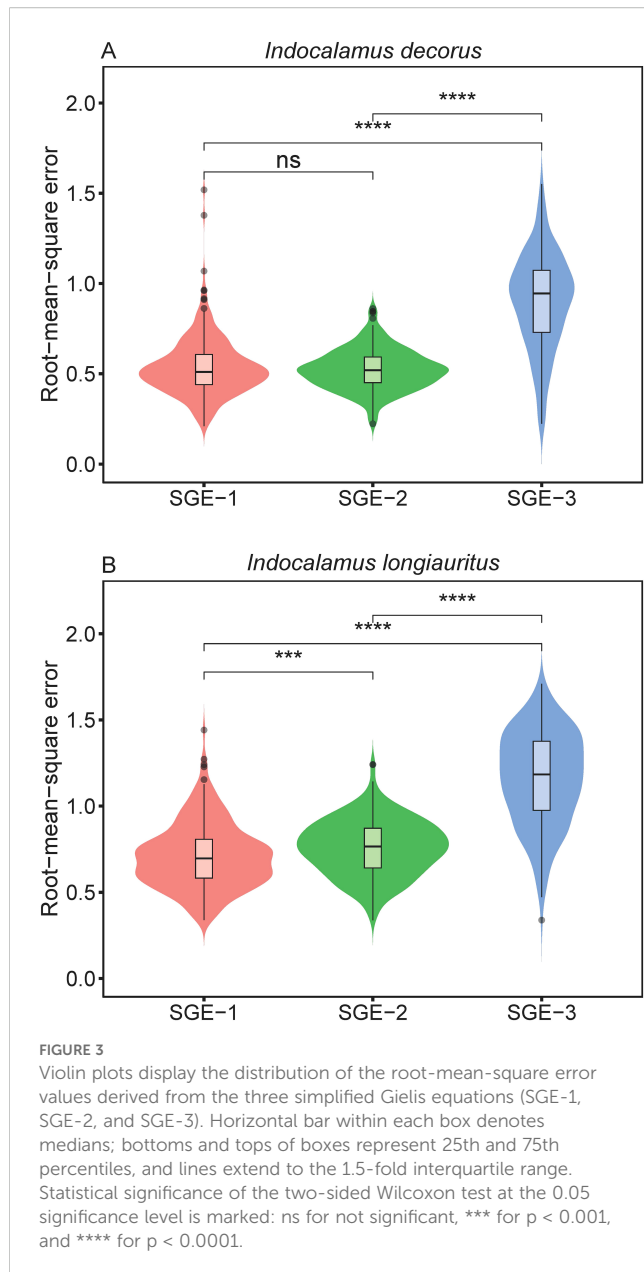 A
Indocalamus decorus
****
****
ns
2.0
1.5
1.0
0.5
0.0
Root−mean−square error
SGE−1 SGE−2 SGE−3
B
Indocalamus longiauritus
****
****
***
2.0
1.5
1.0
0.5
0.0
Root−mean−square error
SGE−1 SGE−2 SGE−3
FIGURE 3
Violin plots display the distribution of the root-mean-square error
values derived from the three simplified Gielis equations (SGE-1,
SGE-2, and SGE-3). Horizontal bar within each box denotes
medians; bottoms and tops of boxes represent 25th and 75th
percentiles, and lines extend to the 1.5-fold interquartile range.
Statistical significance of the two-sided Wilcoxon test at the 0.05
significance level is marked: ns for not significant, *** for p < 0.001,
and **** for p < 0.0001.